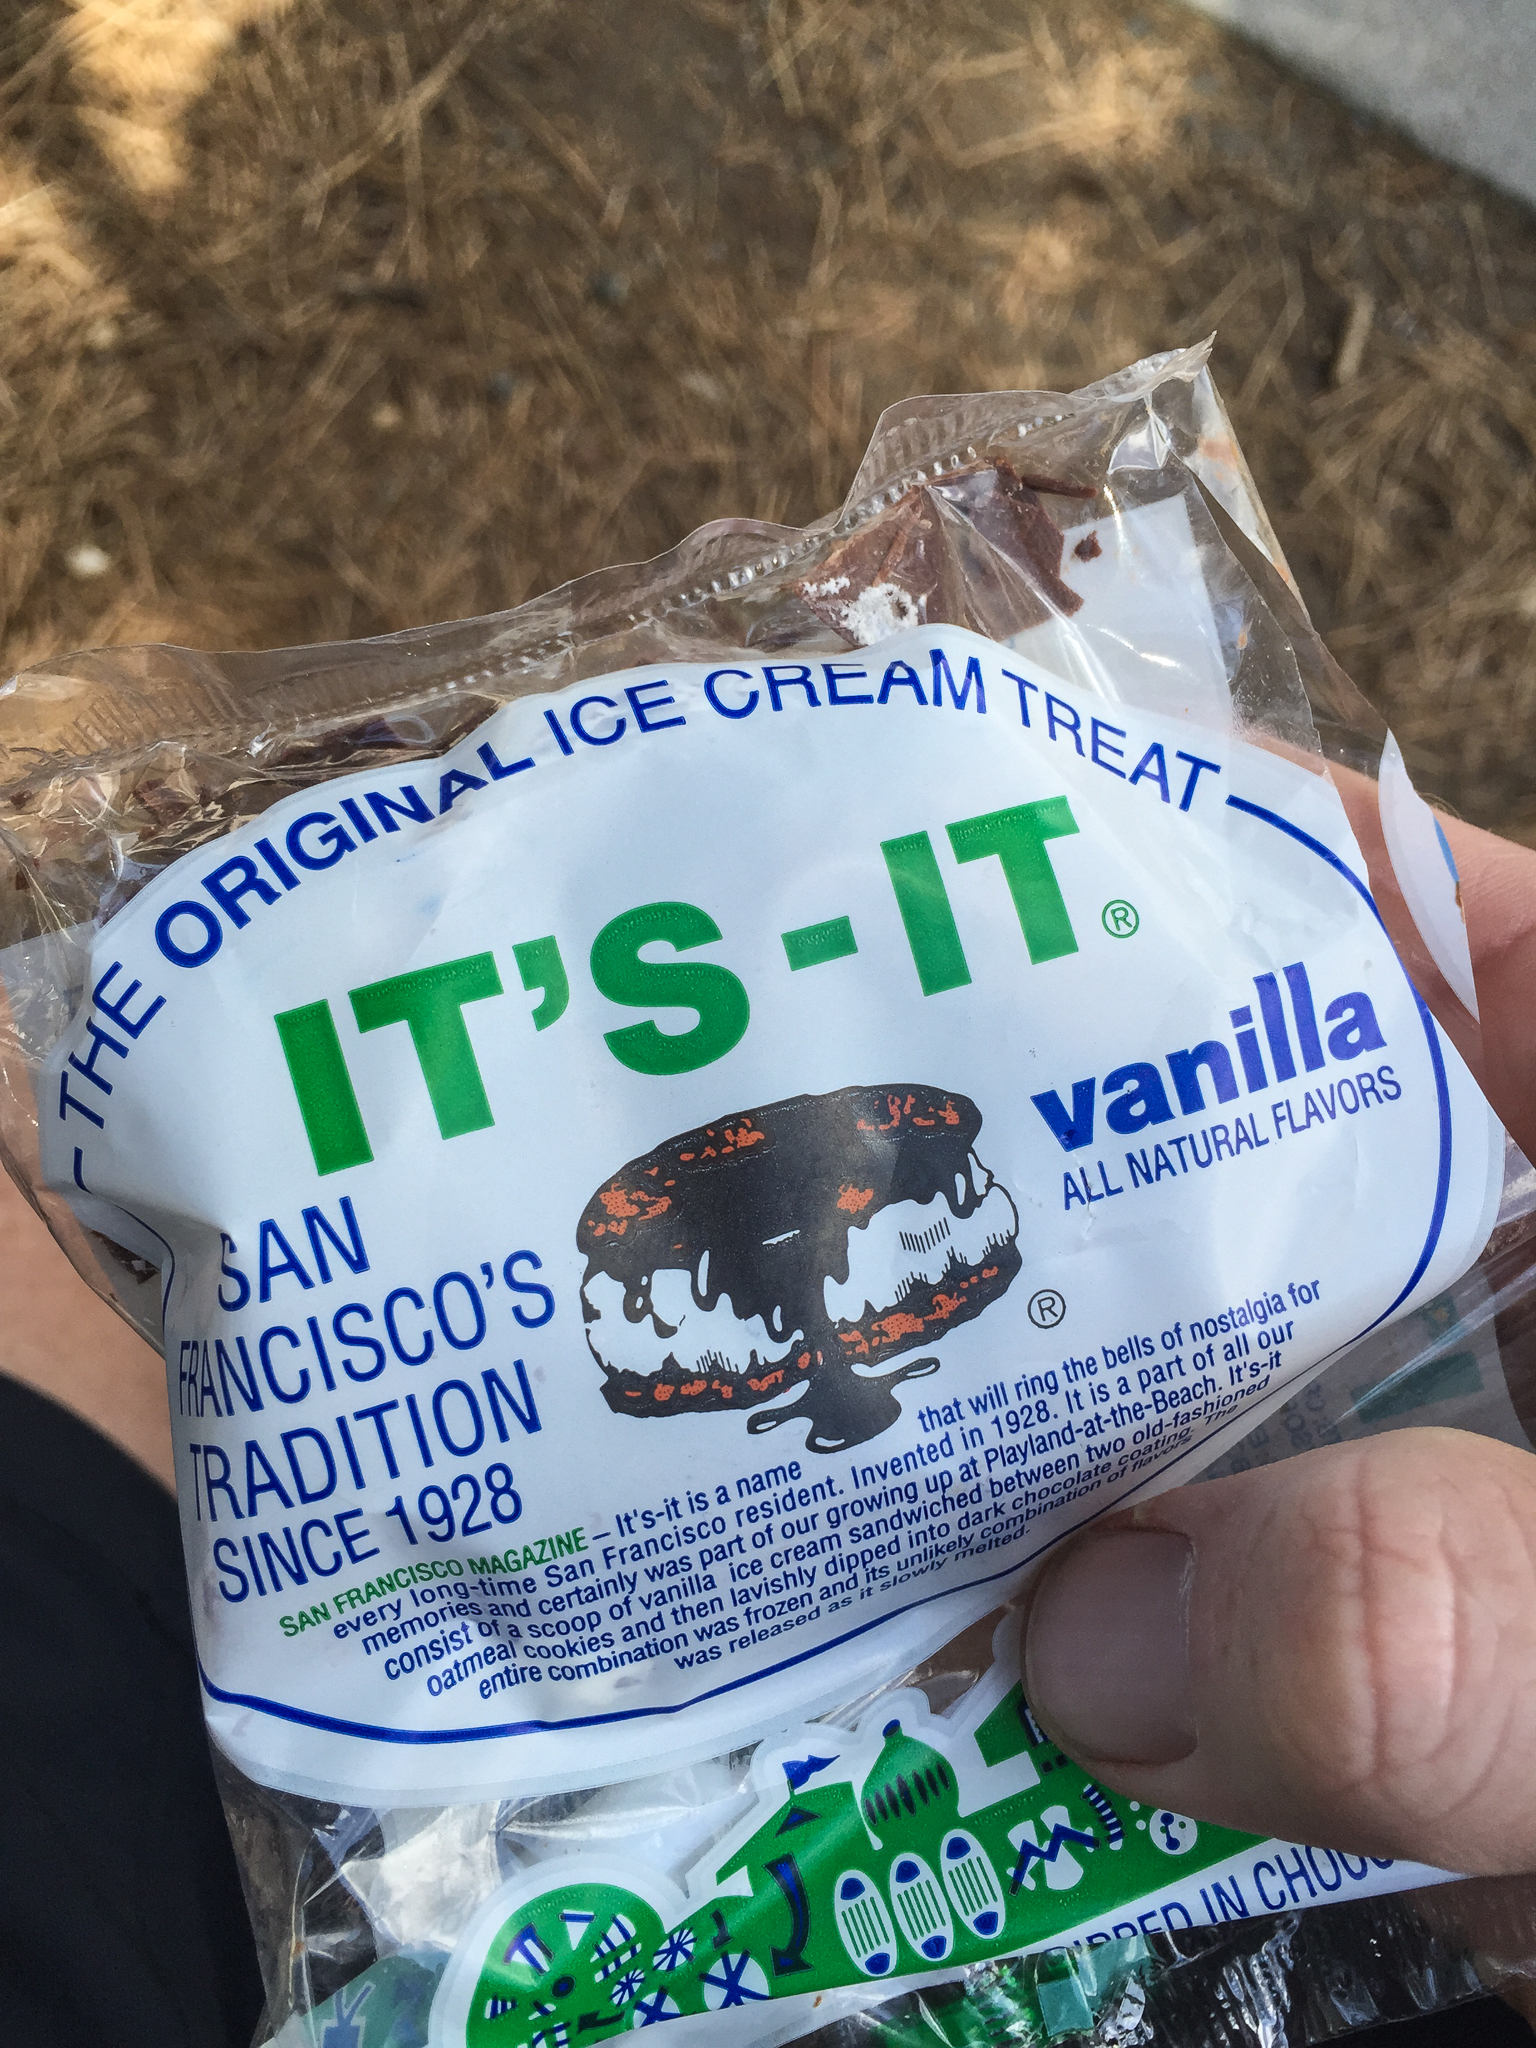 THE ORIGINAL ICE CREAM TREAT
IT'S-IT®
vanilla
ALL NATURAL FLAVORS
SAN
FRANCISCO'S
TRADITION
SINCE 1928
®
SAN FRANCISCO MAGAZINE – It's-it is a name that will ring the bells of nostalgia for
every long-time San Francisco resident. Invented in 1928. It is a part of all our
memories and certainly was part of our growing up at Playland-at-the-Beach. It's-it
consist of a scoop of vanilla ice cream sandwiched between two old-fashioned
oatmeal cookies and then lavishly dipped into dark chocolate coating. The
entire combination was frozen and its unlikely combination of flavors
was released as it slowly melted.
DIPPED IN